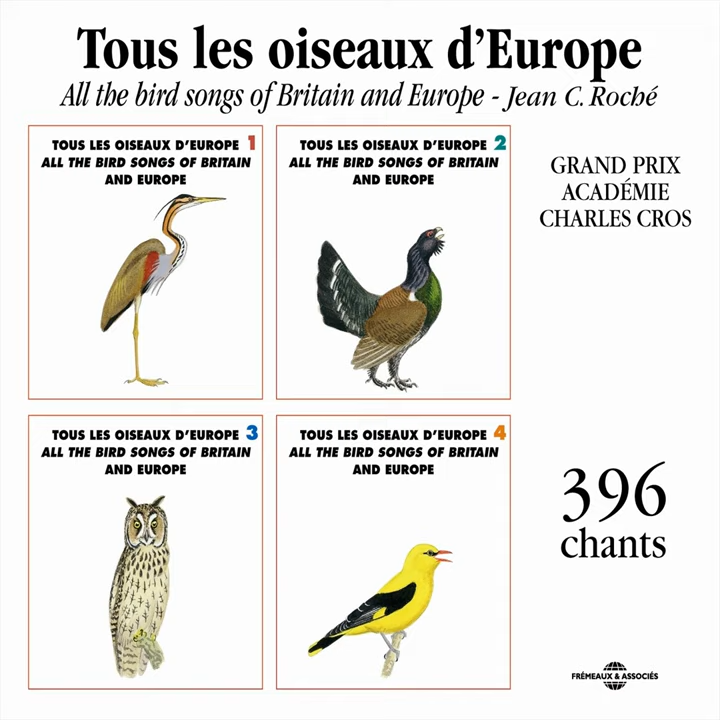 Tous les oiseaux d'Europe
All the bird songs of Britain and Europe - Jean C. Roché
TOUS LES OISEAUX D'EUROPE 1
ALL THE BIRD SONGS OF BRITAIN
AND EUROPE
TOUS LES OISEAUX D'EUROPE 2
ALL THE BIRD SONGS OF BRITAIN
AND EUROPE
GRAND PRIX
ACADÉMIE
CHARLES CROS
TOUS LES OISEAUX D'EUROPE 3
ALL THE BIRD SONGS OF BRITAIN
AND EUROPE
TOUS LES OISEAUX D'EUROPE 4
ALL THE BIRD SONGS OF BRITAIN
AND EUROPE
396
chants
FRÉMEAUX & ASSOCIÉS